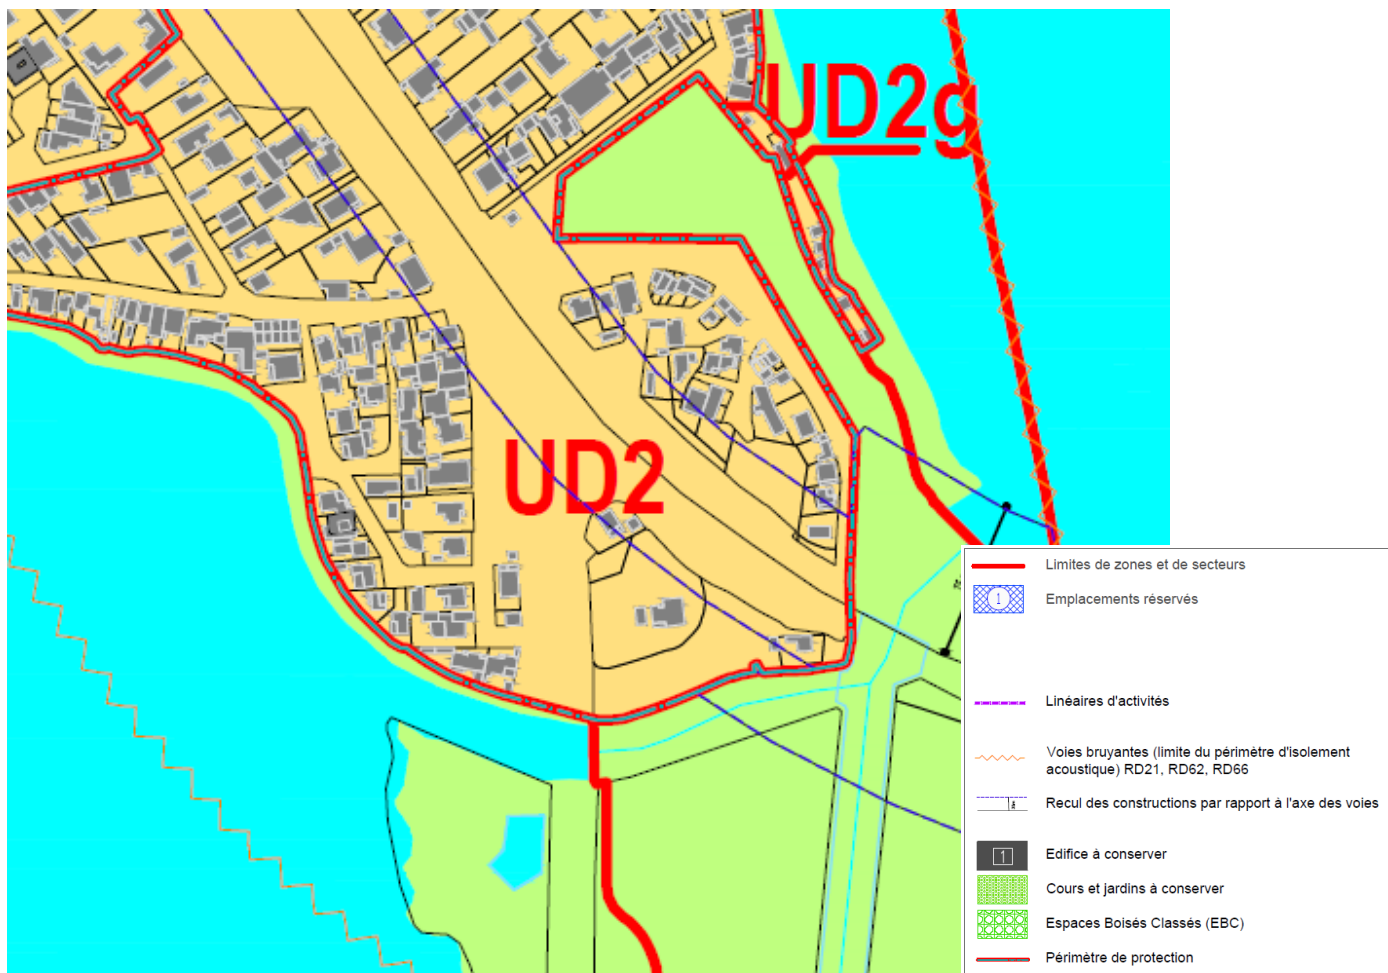 UD2g
UD2
Limites de zones et de secteurs
1
Emplacements réservés
Linéaires d'activités
Voies bruyantes (limite du périmètre d'isolement
acoustique) RD21, RD62, RD66
Recul des constructions par rapport à l'axe des voies
1
Edifice à conserver
Cours et jardins à conserver
Espaces Boisés Classés (EBC)
Périmètre de protection